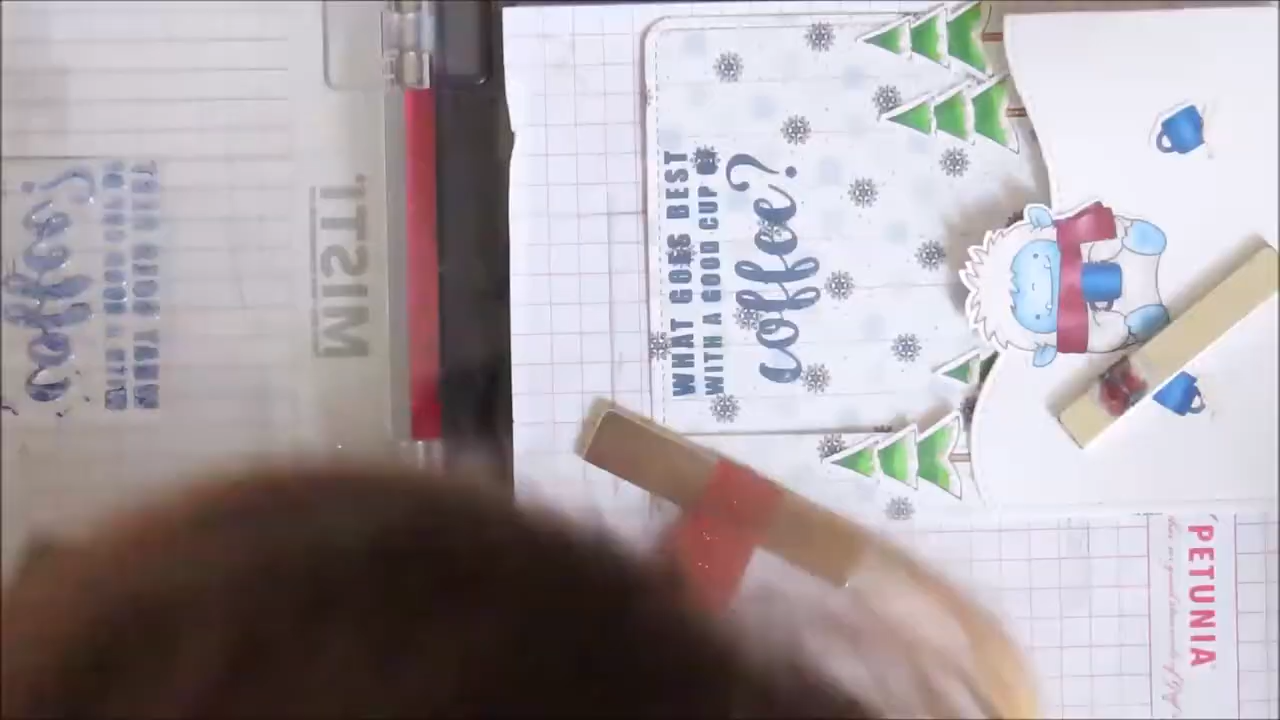 WHAT GOES BEST
WITH A GOOD CUP OF
coffee?
MISTI
PETUNIA